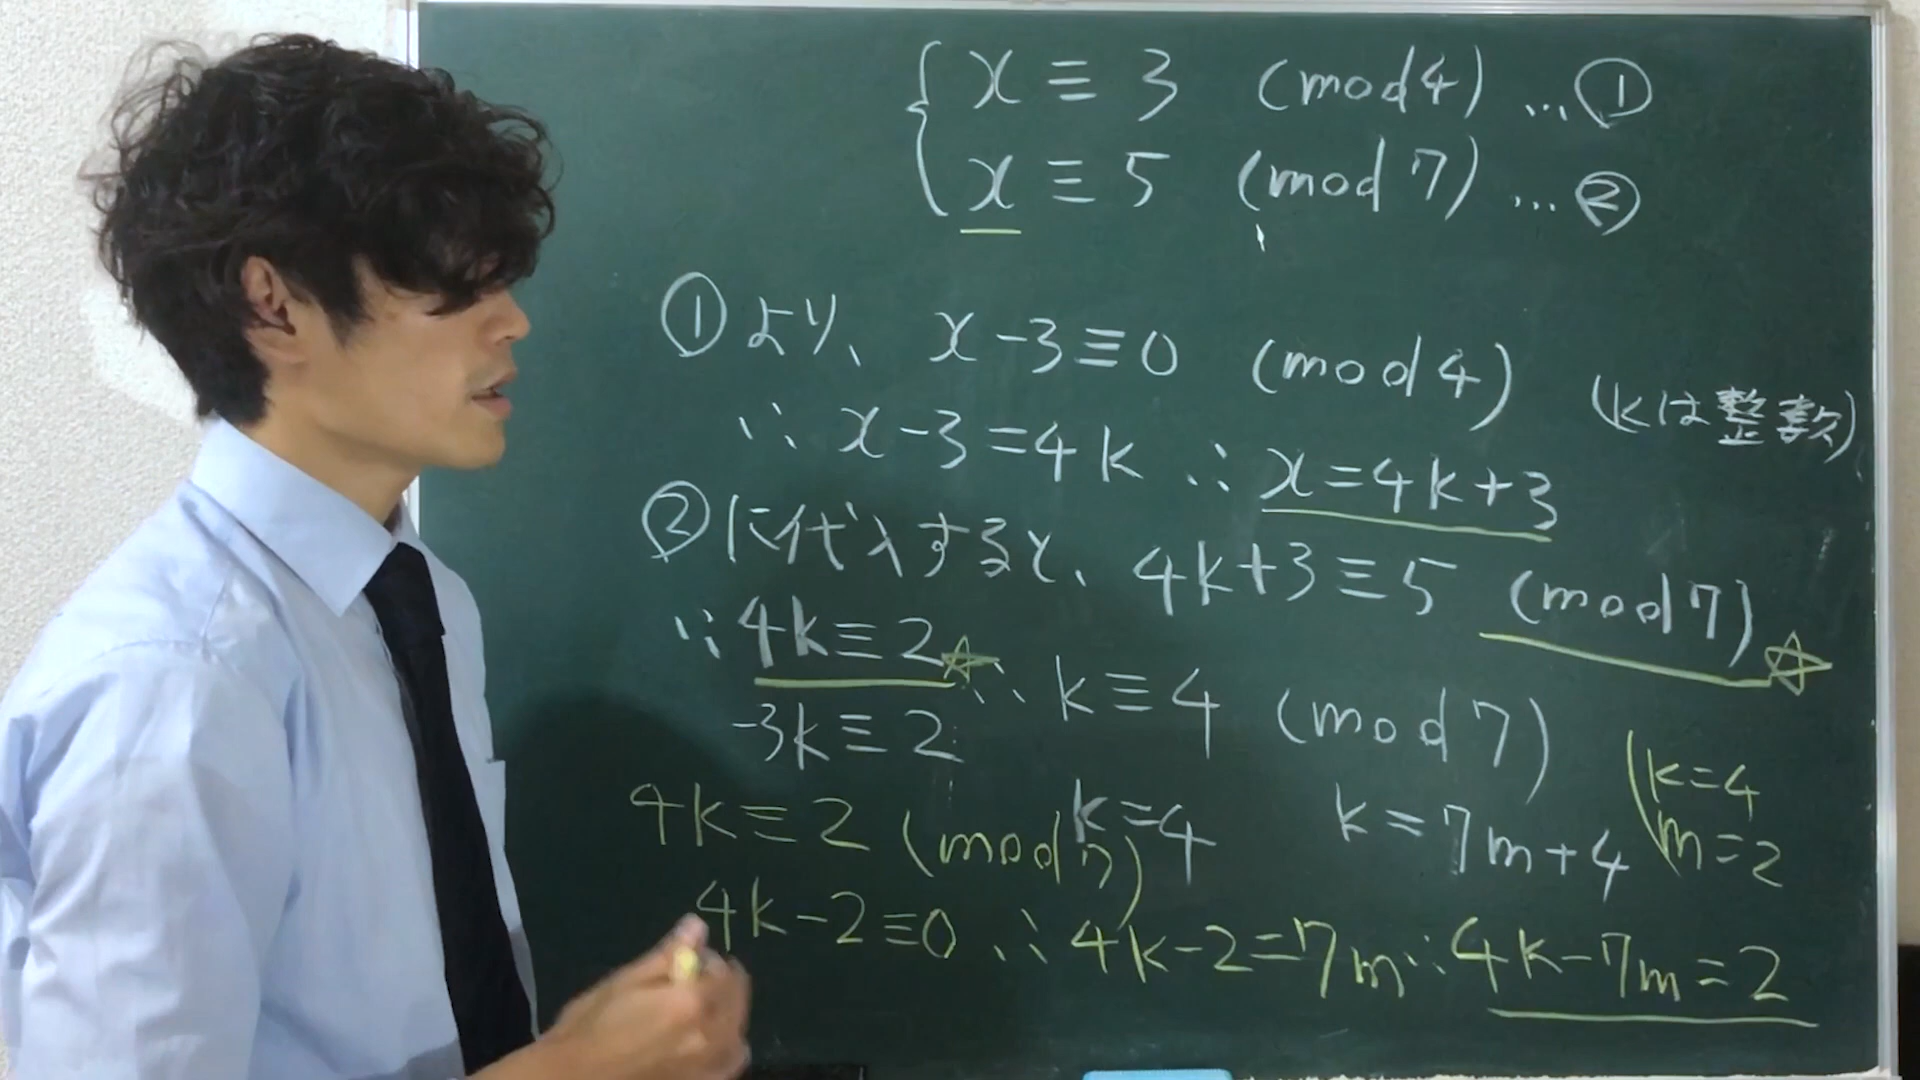 x ≡ 3 (mod4) … ①
x ≡ 5 (mod 7) … ②
①より、 x-3≡0 (mod4)
∴ x-3=4k ∴ x=4k+3 (kは整数)
②に代入すると、 4k+3≡5 (mod7)☆
∴ 4k≡2☆ ∴ k≡4 (mod7)
-3k≡2
k=4 k=7m+4
4k≡2 (mod7)
(k=4
m=2
4k-2≡0 ∴ 4k-2=7m ∴ 4k-7m=2